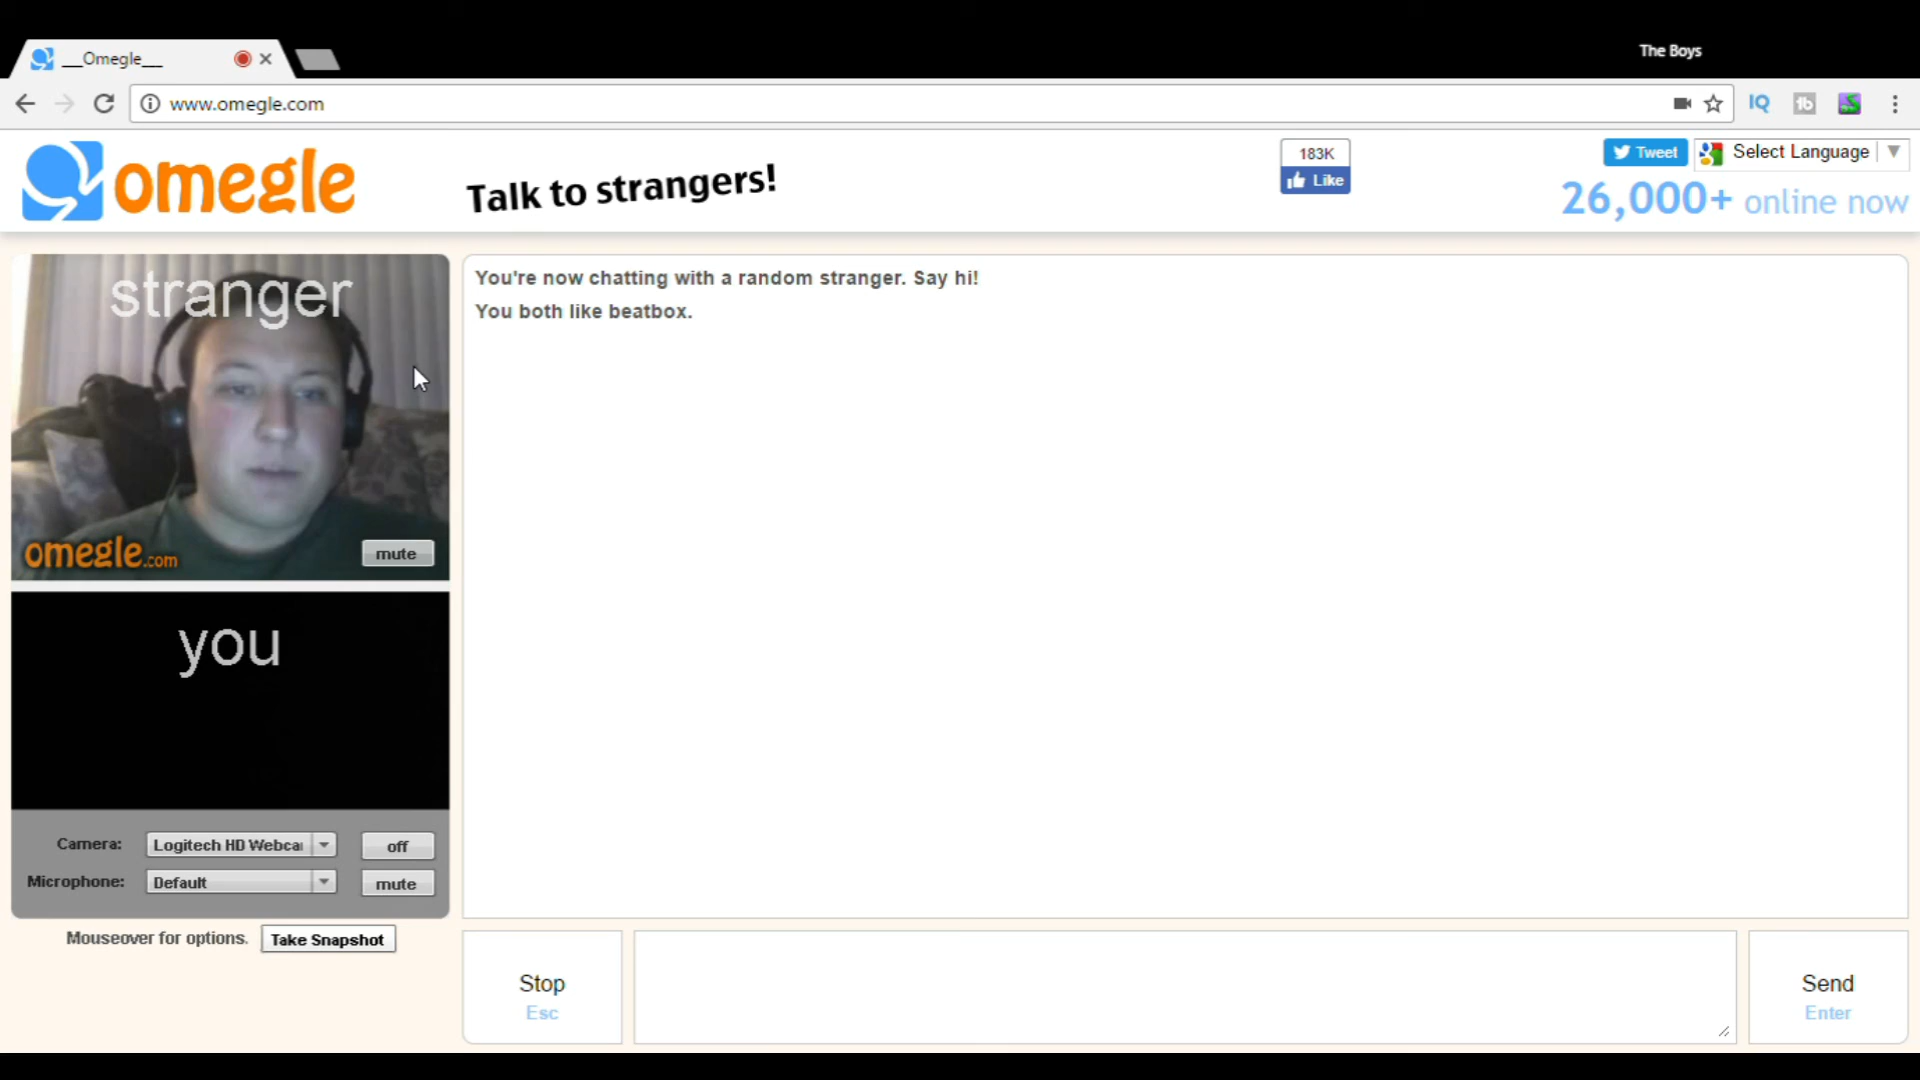 __Omegle__
The Boys
www.omegle.com
IQ
tb
omegle
Talk to strangers!
183K
Like
Tweet
Select Language
26,000+ online now
stranger
omegle.com
mute
You're now chatting with a random stranger. Say hi!
You both like beatbox.
you
Camera: Logitech HD Webca
off
Microphone: Default
mute
Mouseover for options.
Take Snapshot
Stop
Esc
Send
Enter